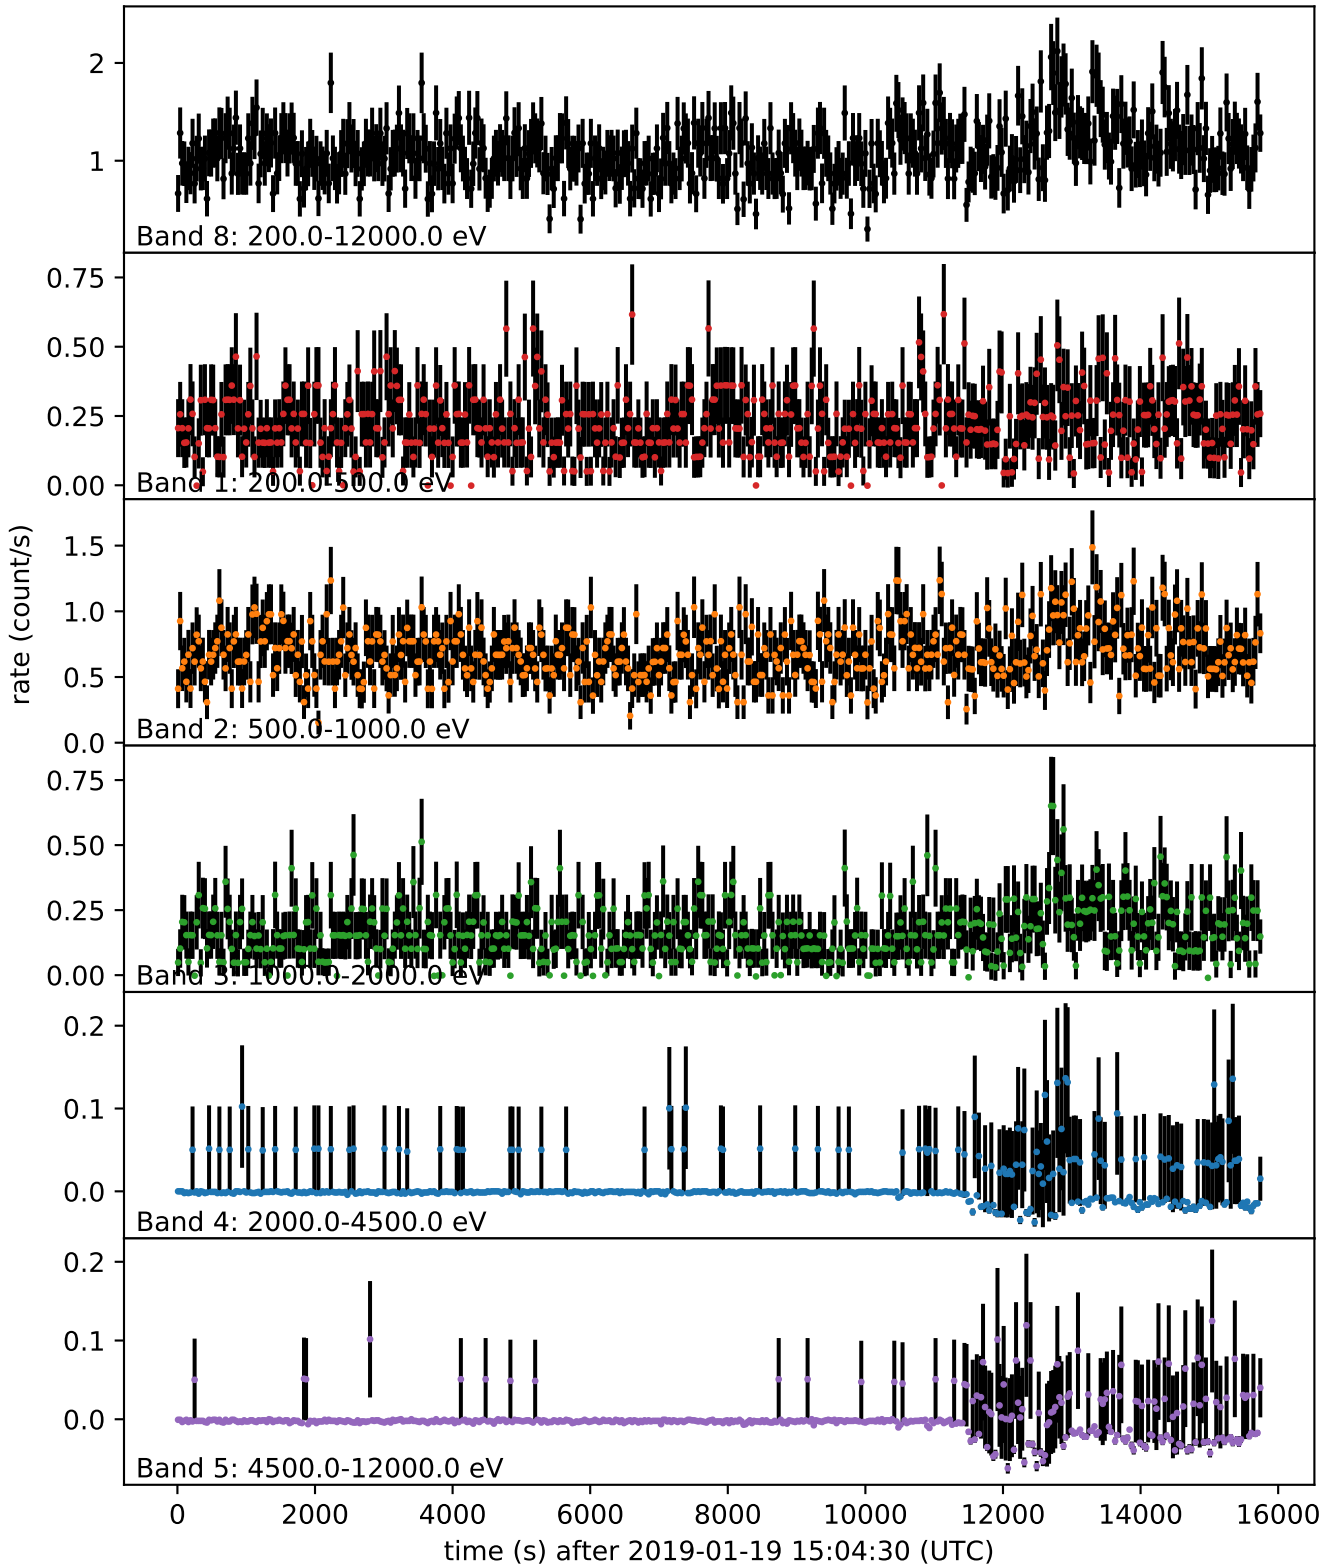 2
1
Band 8: 200.0-12000.0 eV
0.75
0.50
0.25
0.00
Band 1: 200.0-500.0 eV
rate (count/s)
1.5
1.0
0.5
0.0
Band 2: 500.0-1000.0 eV
0.75
0.50
0.25
0.00
Band 3: 1000.0-2000.0 eV
0.2
0.1
0.0
Band 4: 2000.0-4500.0 eV
0.2
0.1
0.0
Band 5: 4500.0-12000.0 eV
0 2000 4000 6000 8000 10000 12000 14000 16000
time (s) after 2019-01-19 15:04:30 (UTC)